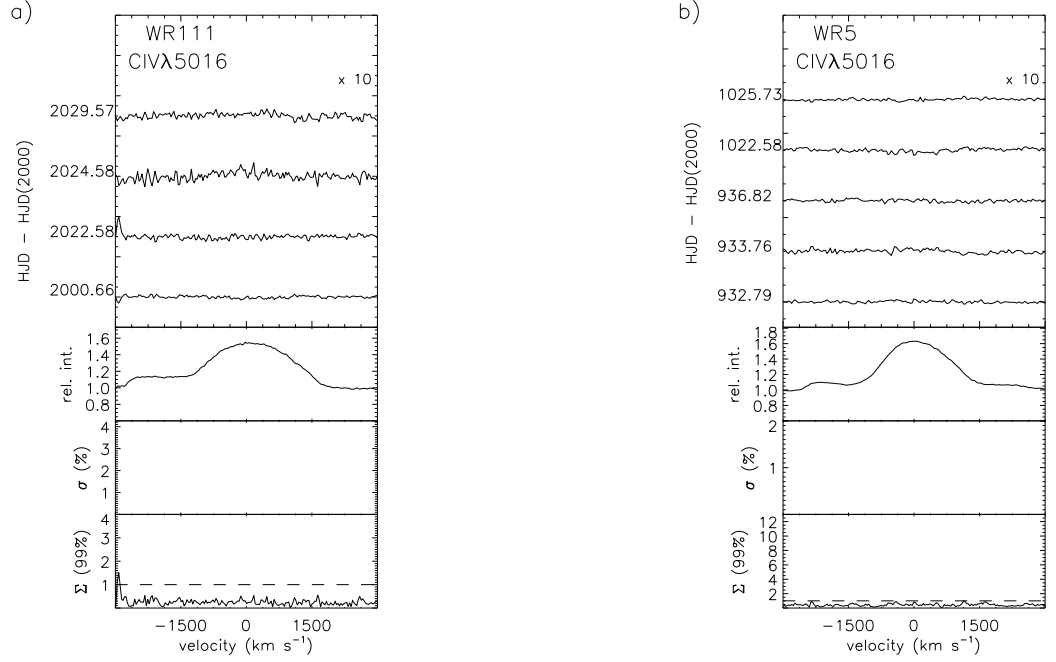 a)
WR111
CIVλ5016
x 10
2029.57
2024.58
2022.58
2000.66
HJD − HJD(2000)
1.6
1.4
1.2
1.0
0.8
rel. int.
4
3
2
1
σ (%)
4
3
2
1
Σ (99%)
−1500 0 1500
velocity (km s⁻¹)
b)
WR5
CIVλ5016
x 10
1025.73
1022.58
936.82
933.76
932.79
HJD − HJD(2000)
1.8
1.6
1.4
1.2
1.0
0.8
rel. int.
2
1
σ (%)
12
10
8
6
4
2
Σ (99%)
−1500 0 1500
velocity (km s⁻¹)